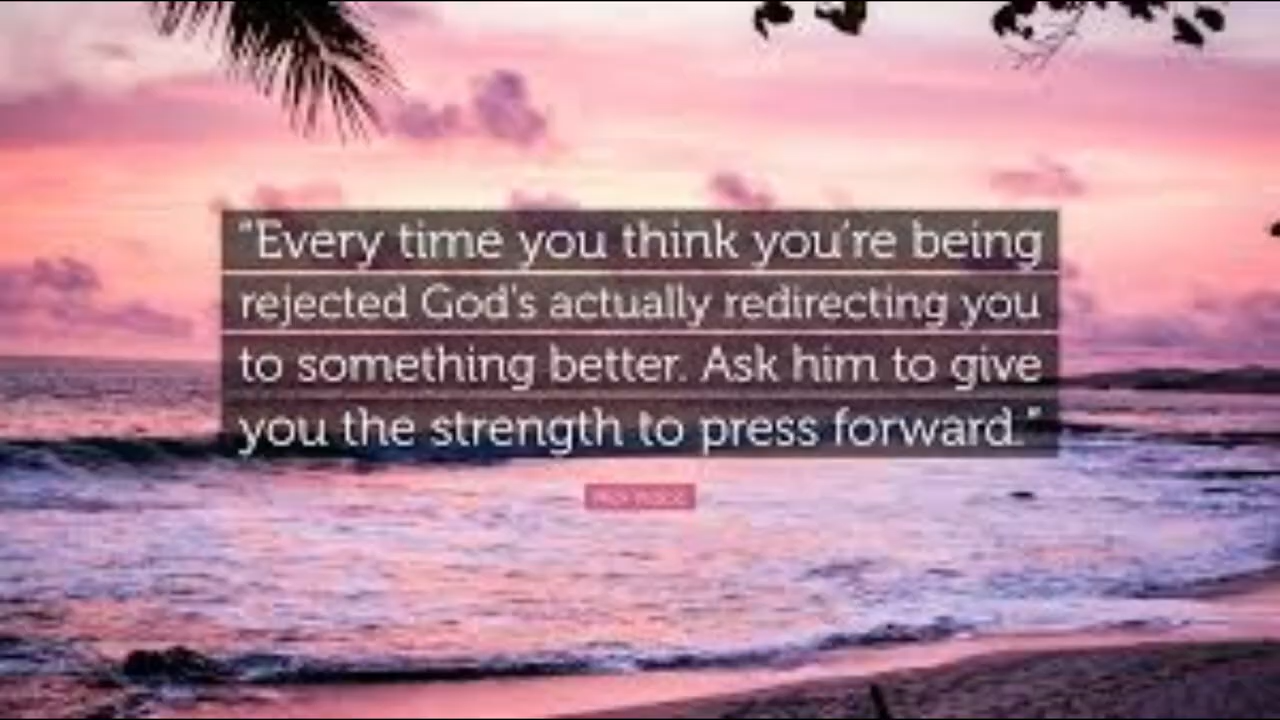 “Every time you think you’re being
rejected God’s actually redirecting you
to something better. Ask him to give
you the strength to press forward.”